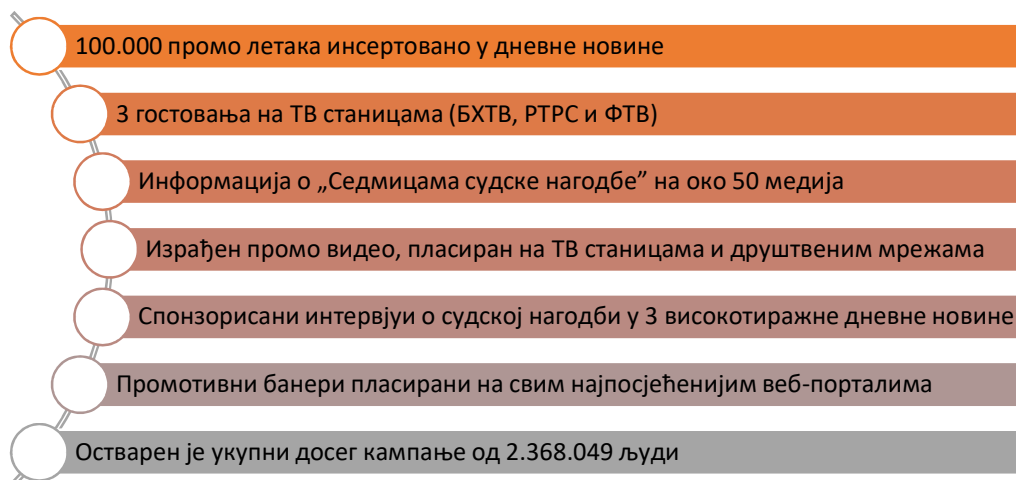 100.000 промо летака инсертовано у дневне новине
3 гостовања на ТВ станицама (БХТВ, РТРС и ФТВ)
Информација о „Седмицама судске нагодбе” на око 50 медија
Израђен промо видео, пласиран на ТВ станицама и друштвеним мрежама
Спонзорисани интервјуи о судској нагодби у 3 високотиражне дневне новине
Промотивни банери пласирани на свим најпосјећенијим веб-порталима
Остварен је укупни досег кампање од 2.368.049 људи